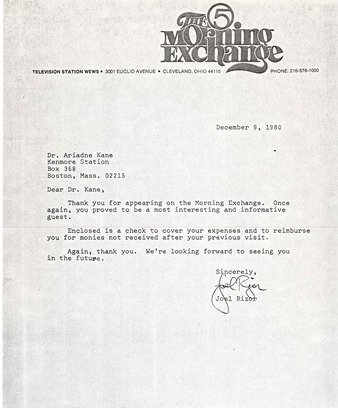 THE 5
MORNING
EXCHANGE
TELEVISION STATION WEWS • 3001 EUCLID AVENUE • CLEVELAND, OHIO 44115 PHONE: 216-578-1000
December 9, 1980
Dr. Ariadne Kane
Kenmore Station
Box 368
Boston, Mass. 02215
Dear Dr. Kane,
Thank you for appearing on the Morning Exchange. Once
again, you proved to be a most interesting and informative
guest.
Enclosed is a check to cover your expenses and to reimburse
you for monies not received after your previous visit.
Again, thank you. We're looking forward to seeing you
in the future.
Sincerely,
Joel Rizor
Joel Rizor